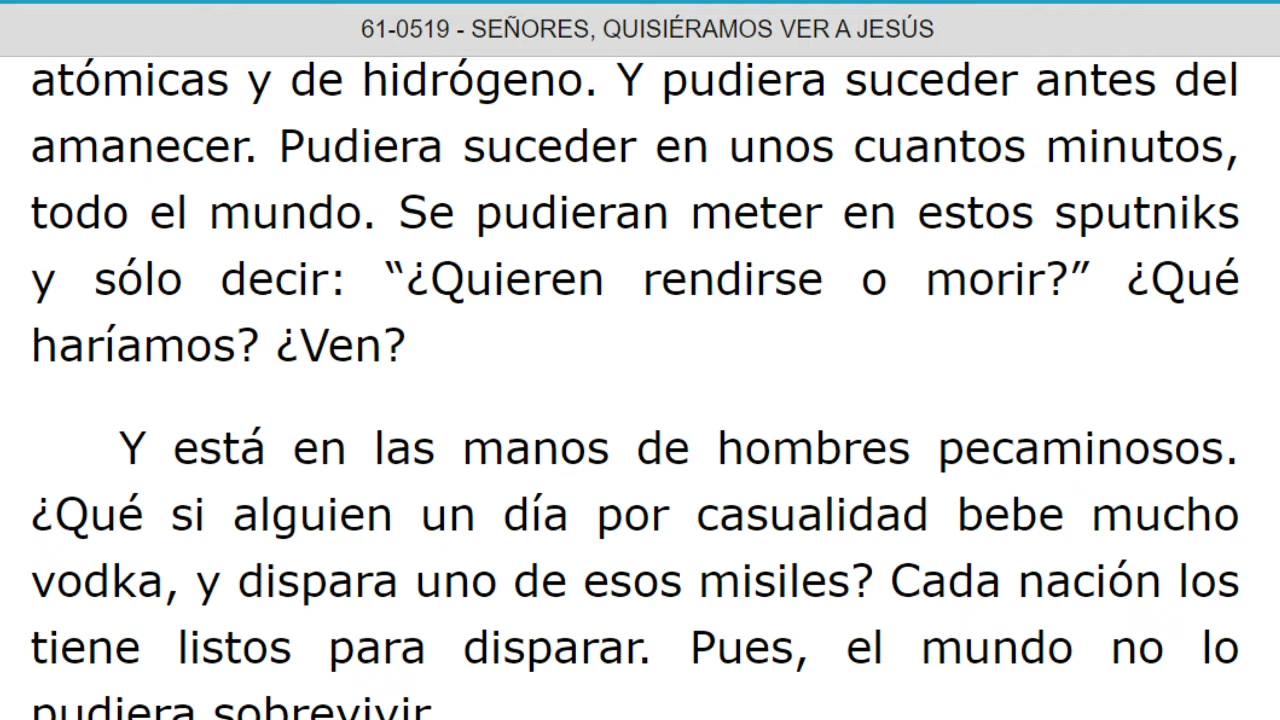 61-0519 - SEÑORES, QUISIÉRAMOS VER A JESÚS
atómicas y de hidrógeno. Y pudiera suceder antes del
amanecer. Pudiera suceder en unos cuantos minutos,
todo el mundo. Se pudieran meter en estos sputniks
y sólo decir: “¿Quieren rendirse o morir?” ¿Qué
haríamos? ¿Ven?
Y está en las manos de hombres pecaminosos.
¿Qué si alguien un día por casualidad bebe mucho
vodka, y dispara uno de esos misiles? Cada nación los
tiene listos para disparar. Pues, el mundo no lo
pudiera sobrevivir